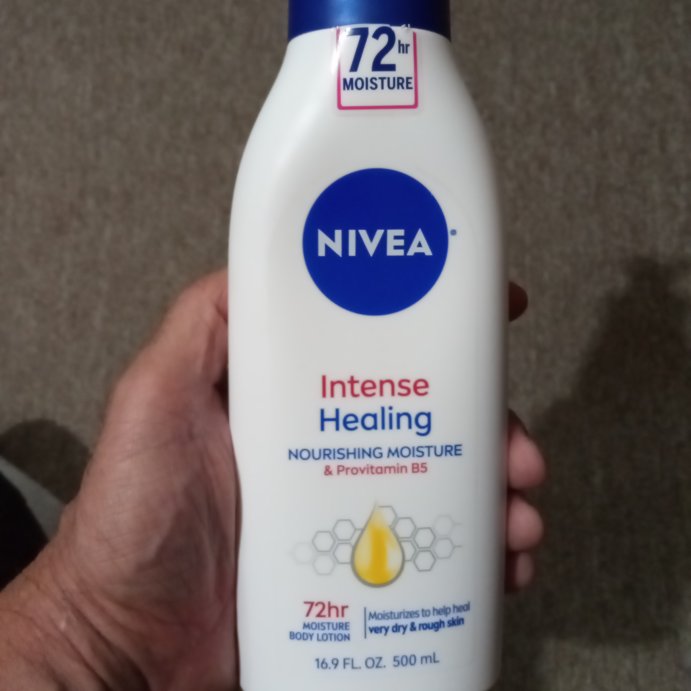 72hr
MOISTURE
NIVEA
Intense
Healing
NOURISHING MOISTURE
& Provitamin B5
72hr
MOISTURE
BODY LOTION
Moisturizes to help heal
very dry & rough skin
16.9 FL. OZ. 500 mL